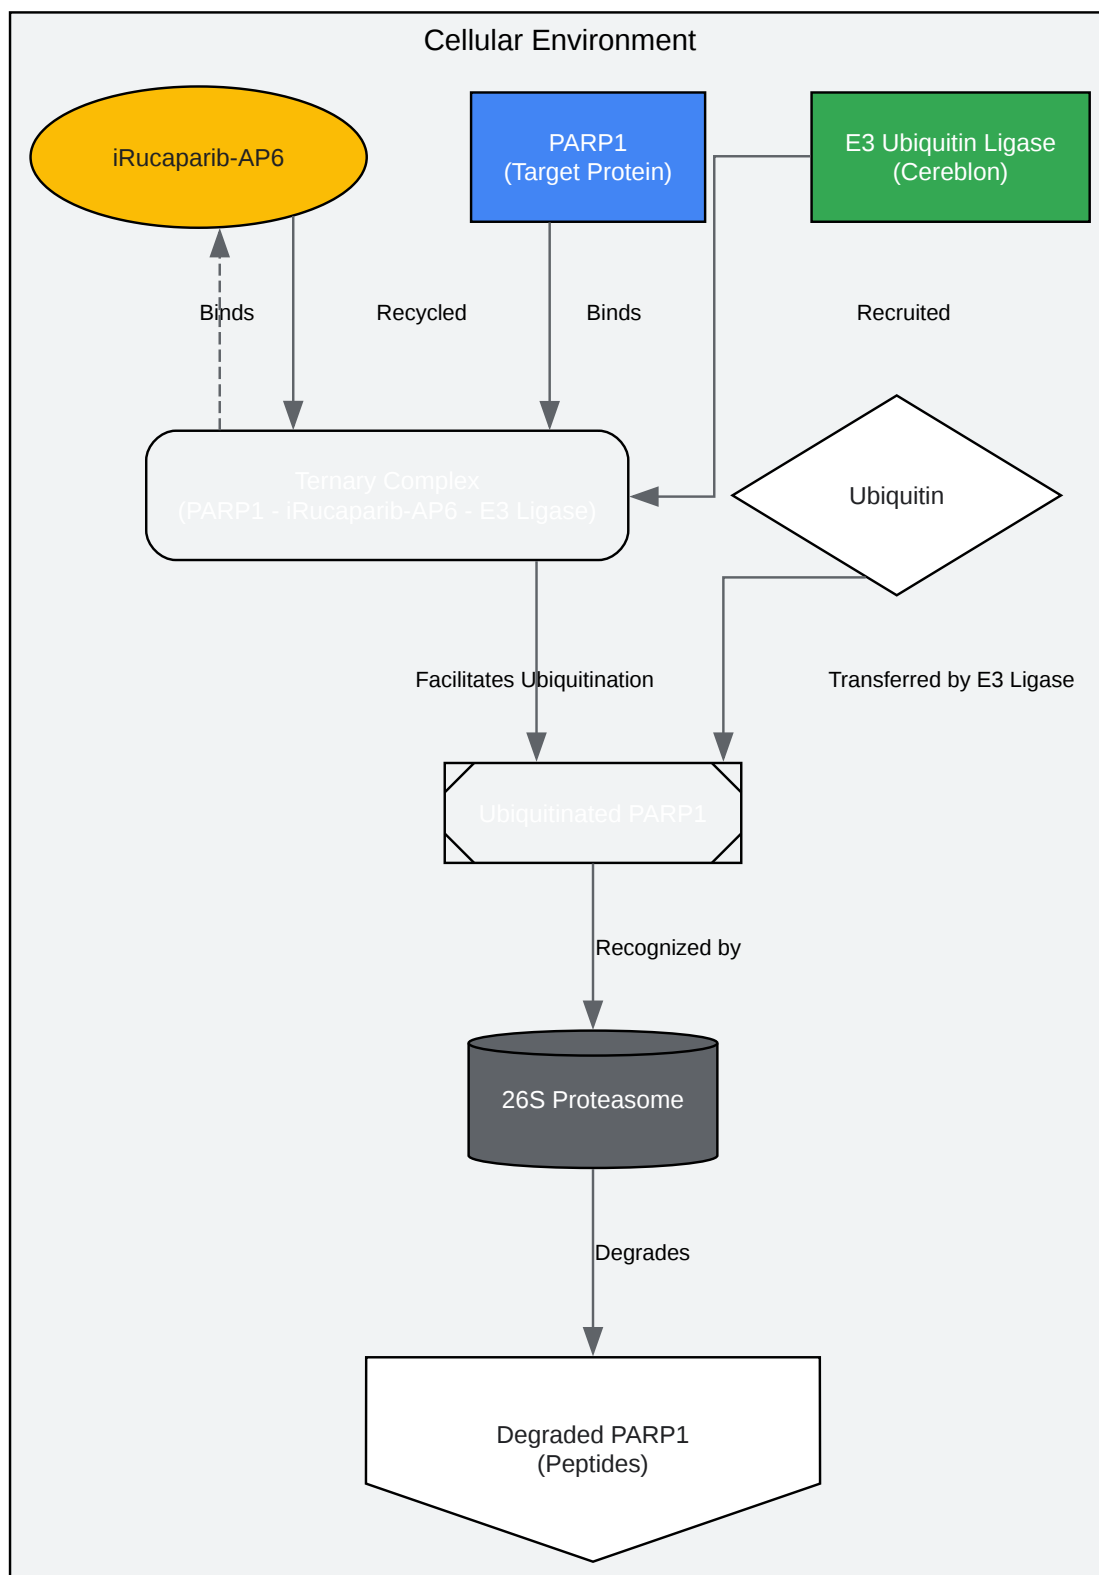 Cellular Environment
iRucaparib-AP6
PARP1
(Target Protein)
E3 Ubiquitin Ligase
(Cereblon)
Binds
Recycled
Binds
Recruited
Ternary Complex
(PARP1 - iRucaparib-AP6 - E3 Ligase)
Ubiquitin
Facilitates Ubiquitination
Transferred by E3 Ligase
Ubiquitinated PARP1
Recognized by
26S Proteasome
Degrades
Degraded PARP1
(Peptides)